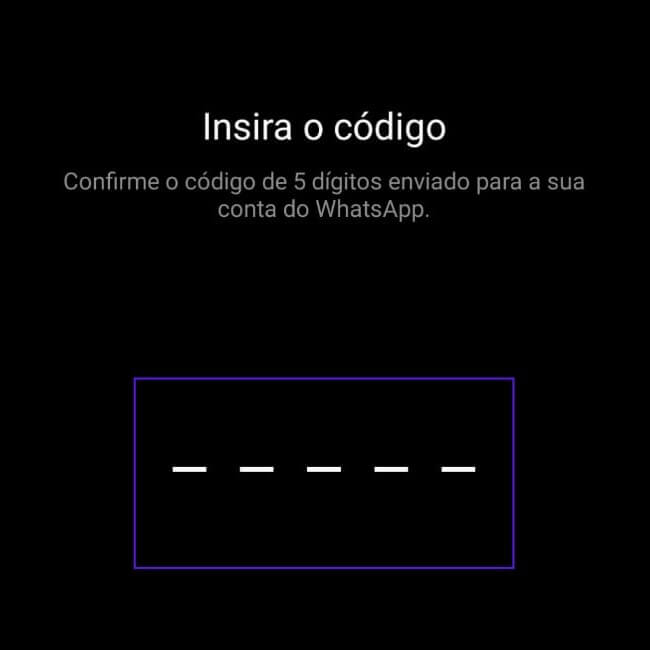 Insira o código
Confirme o código de 5 dígitos enviado para a sua
conta do WhatsApp.